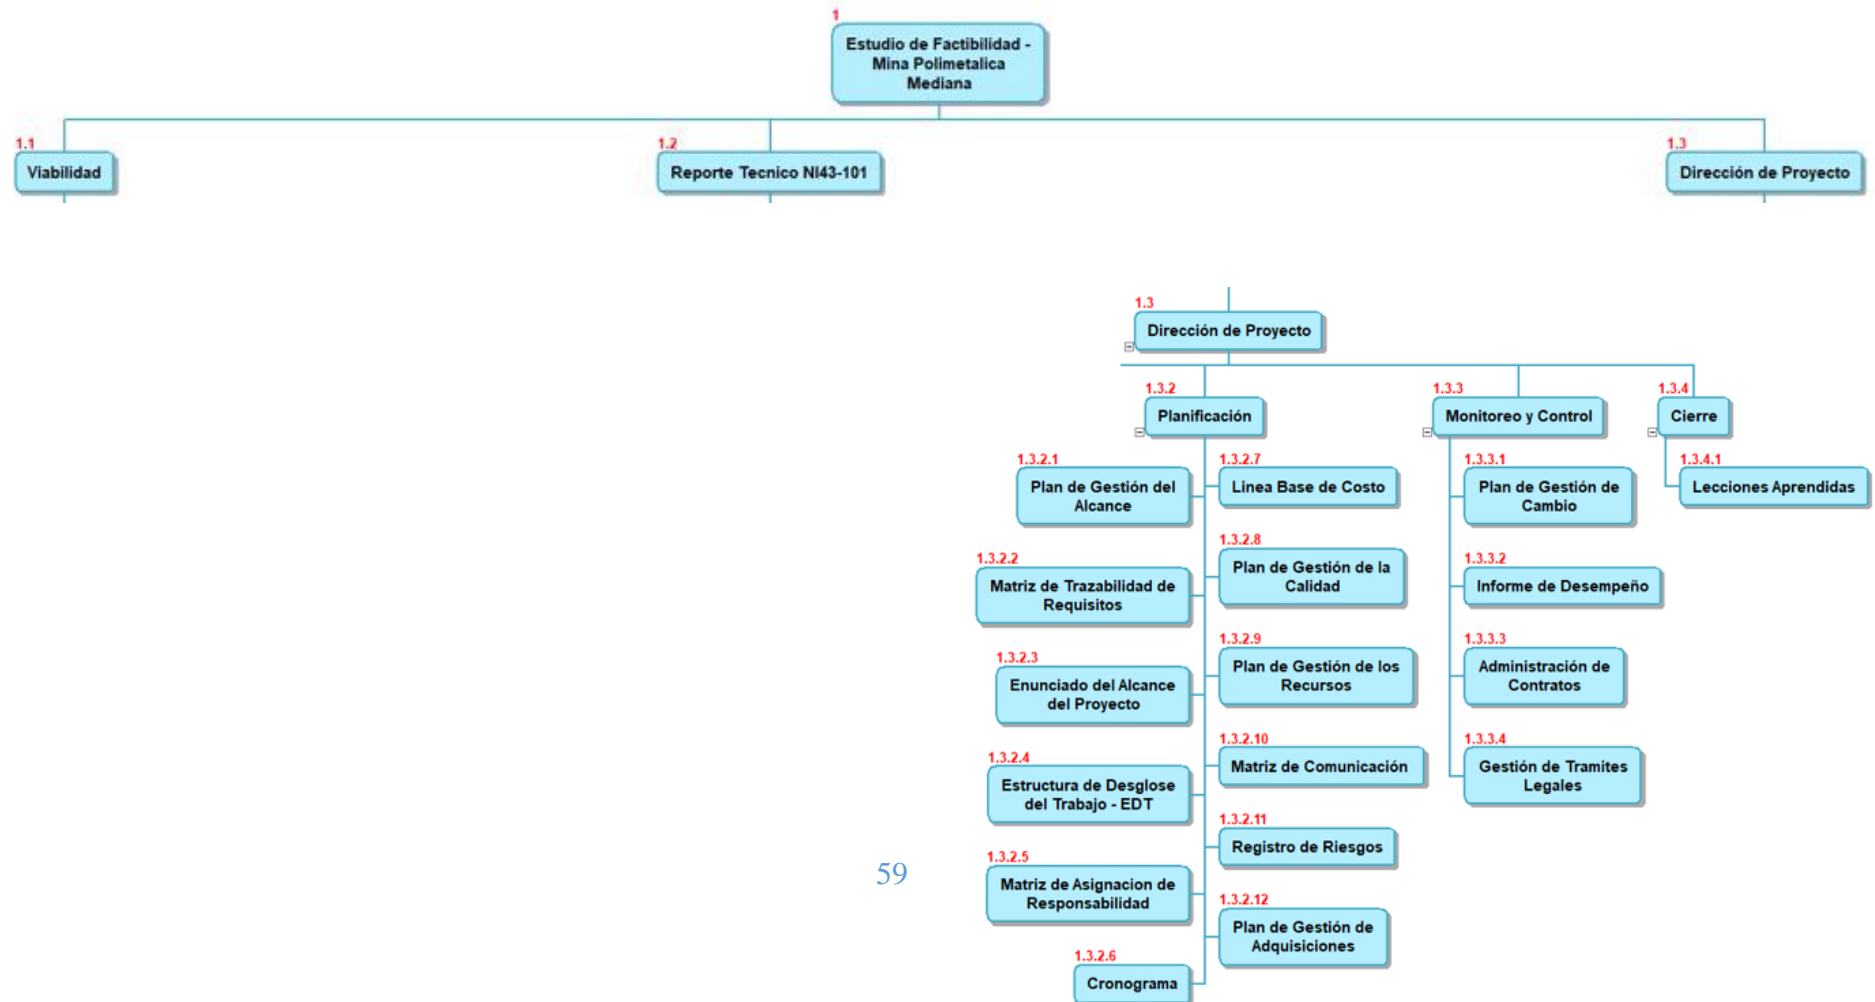 1
Estudio de Factibilidad -
Mina Polimetalica
Mediana
1.1
Viabilidad
1.2
Reporte Tecnico NI43-101
1.3
Dirección de Proyecto
1.3
Dirección de Proyecto
1.3.2
Planificación
1.3.2.1
Plan de Gestión del
Alcance
1.3.2.2
Matriz de Trazabilidad de
Requisitos
1.3.2.3
Enunciado del Alcance
del Proyecto
1.3.2.4
Estructura de Desglose
del Trabajo - EDT
1.3.2.5
Matriz de Asignacion de
Responsabilidad
1.3.2.6
Cronograma
1.3.2.7
Linea Base de Costo
1.3.2.8
Plan de Gestión de la
Calidad
1.3.2.9
Plan de Gestión de los
Recursos
1.3.2.10
Matriz de Comunicación
1.3.2.11
Registro de Riesgos
1.3.2.12
Plan de Gestión de
Adquisiciones
1.3.3
Monitoreo y Control
1.3.3.1
Plan de Gestión de
Cambio
1.3.3.2
Informe de Desempeño
1.3.3.3
Administración de
Contratos
1.3.3.4
Gestión de Tramites
Legales
1.3.4
Cierre
1.3.4.1
Lecciones Aprendidas
59